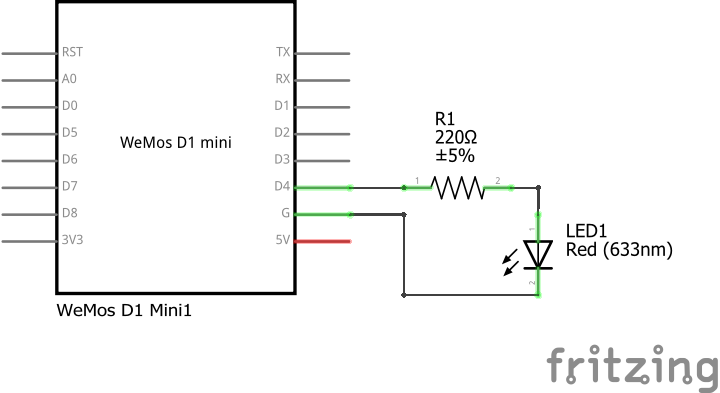 RST
A0
D0
D5
D6
D7
D8
3V3
WeMos D1 mini
TX
RX
D1
D2
D3
D4
G
5V
WeMos D1 Mini1
R1
220Ω
±5%
1
2
LED1
Red (633nm)
1
2
fritzing